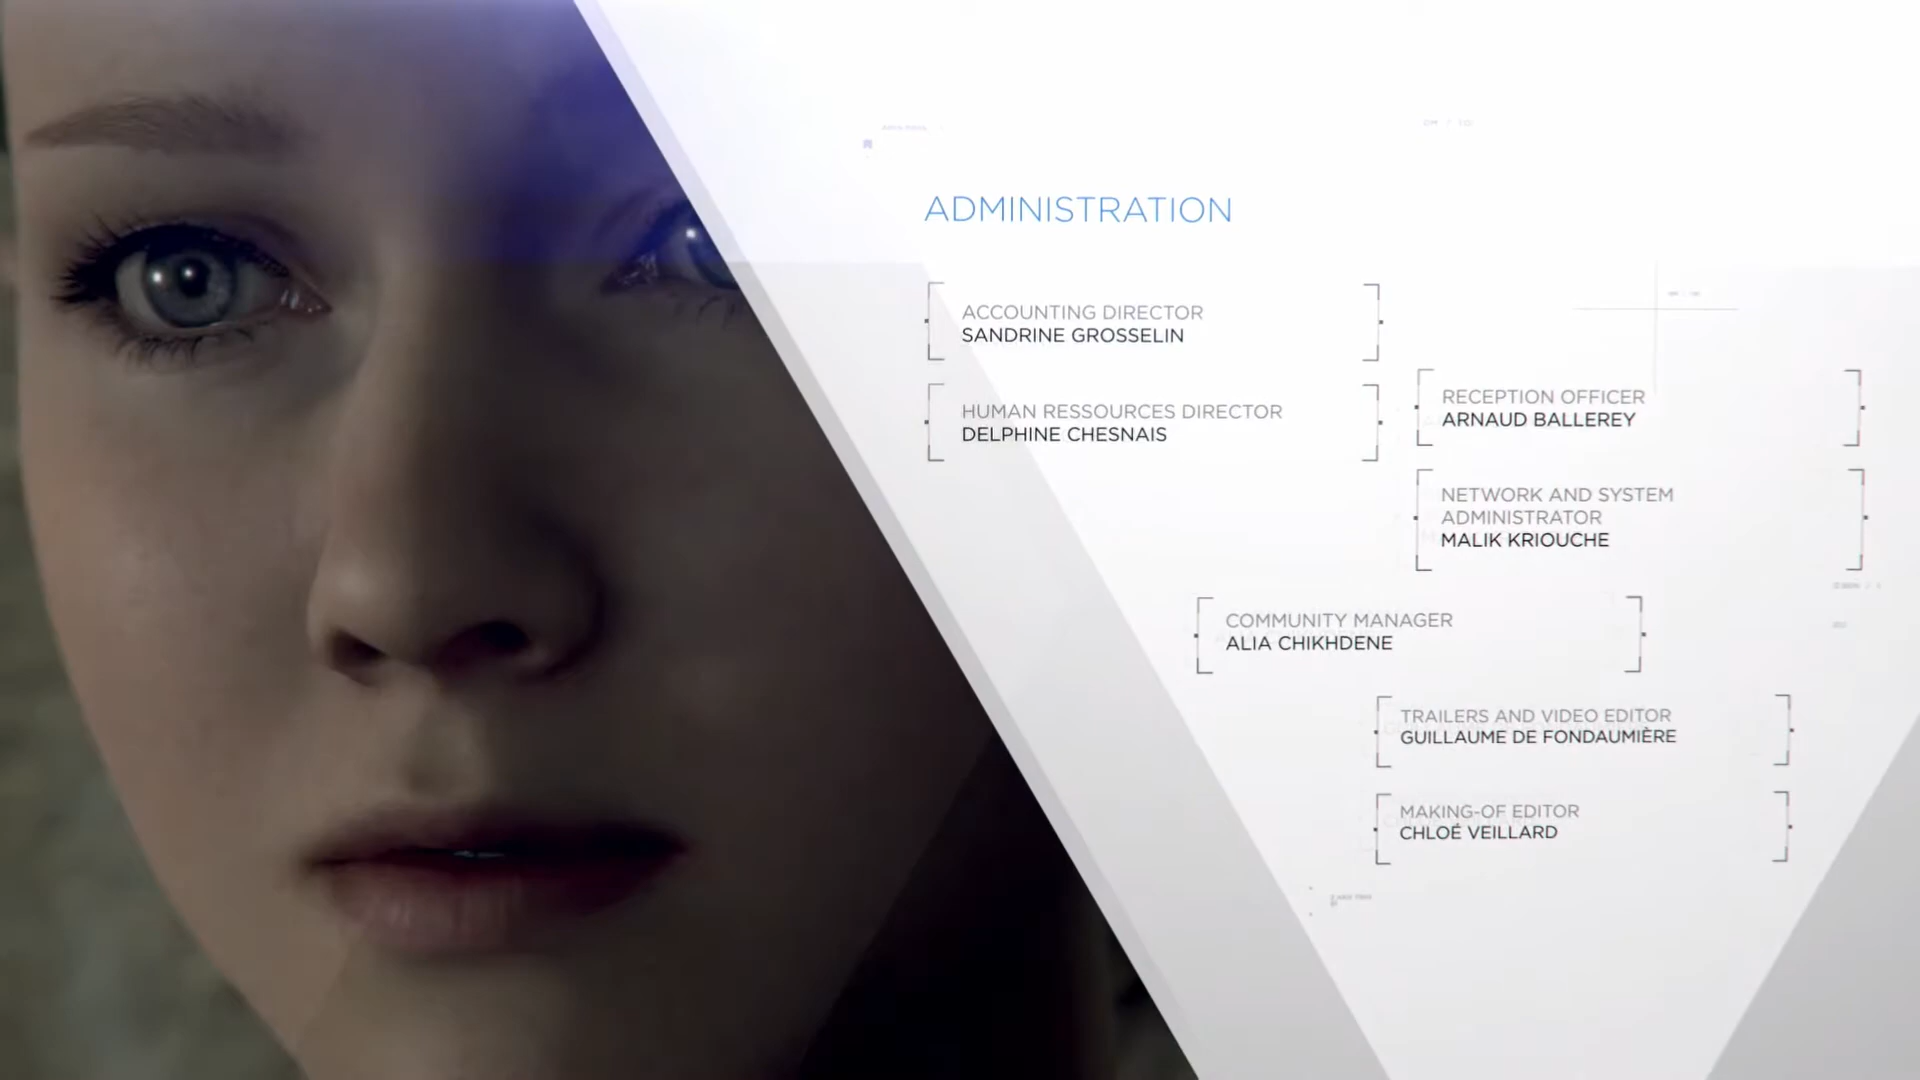 ADMINISTRATION
ACCOUNTING DIRECTOR
SANDRINE GROSSELIN
HUMAN RESSOURCES DIRECTOR
DELPHINE CHESNAIS
RECEPTION OFFICER
ARNAUD BALLEREY
NETWORK AND SYSTEM
ADMINISTRATOR
MALIK KRIOUCHE
COMMUNITY MANAGER
ALIA CHIKHDENE
TRAILERS AND VIDEO EDITOR
GUILLAUME DE FONDAUMIÈRE
MAKING-OF EDITOR
CHLOÉ VEILLARD